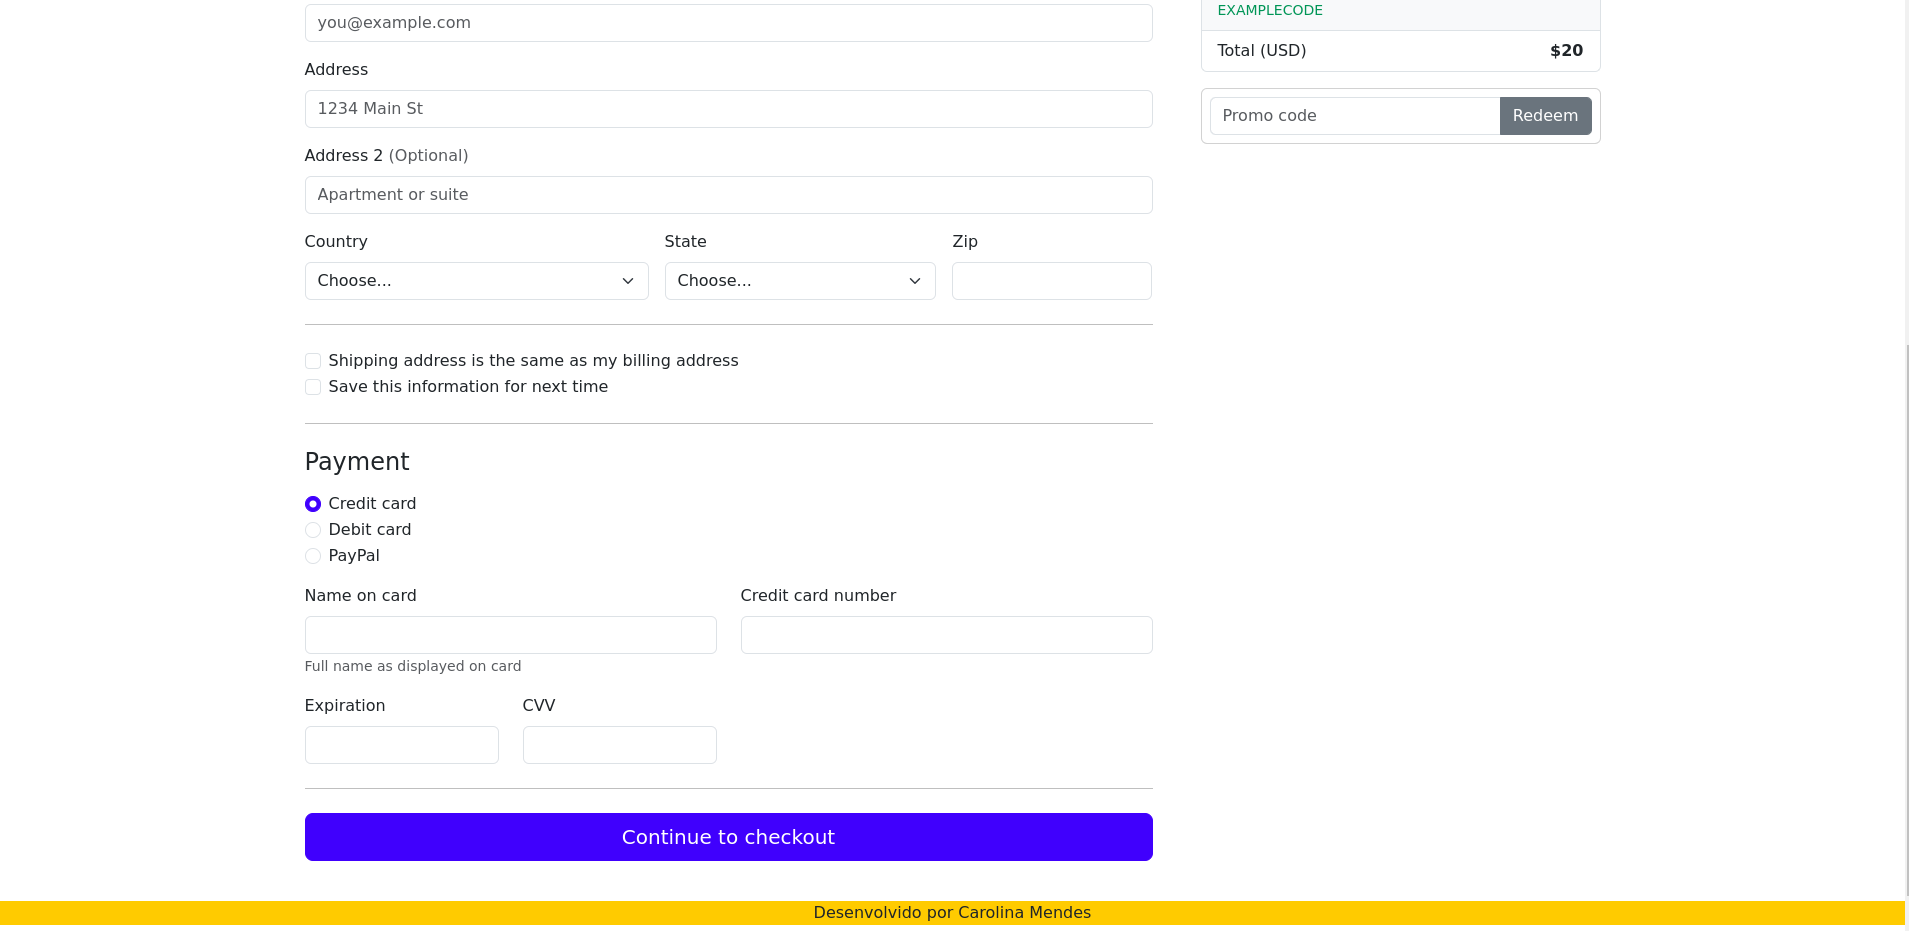 you@example.com
Address
1234 Main St
Address 2 (Optional)
Apartment or suite
Country State Zip
Choose... Choose...
Shipping address is the same as my billing address
Save this information for next time
Payment
Credit card
Debit card
PayPal
Name on card Credit card number
Full name as displayed on card
Expiration CVV
Continue to checkout
EXAMPLECODE
Total (USD) $20
Promo code Redeem
Desenvolvido por Carolina Mendes